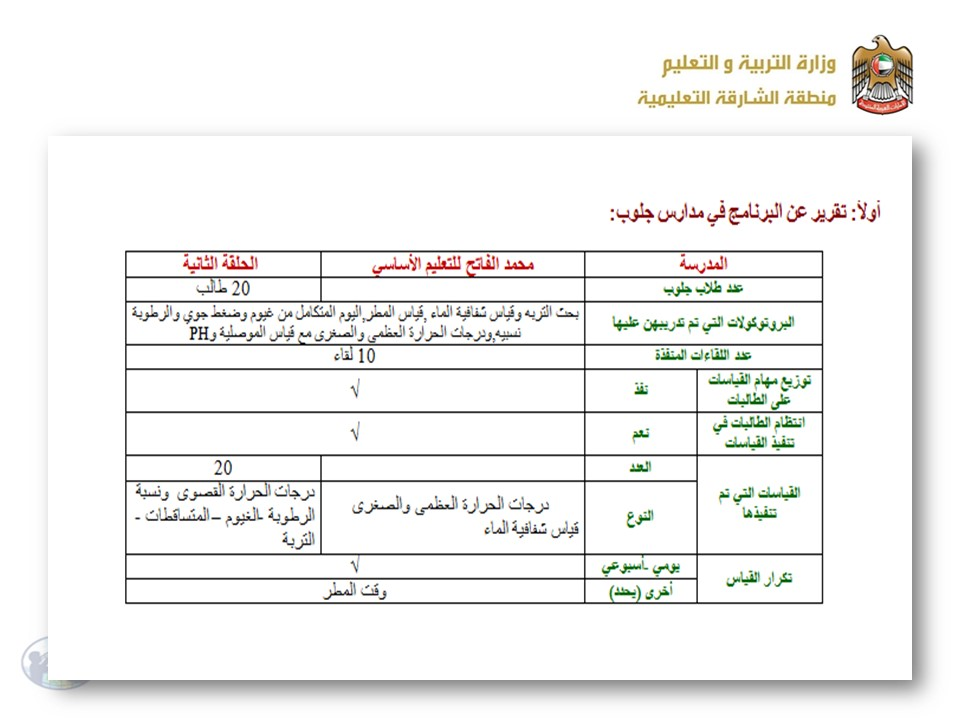 وزارة التربية و التعليم
منطقة الشارقة التعليمية
أولاً: تقرير عن البرنامج في مدارس جلوب:
المدرسة محمد الفاتح للتعليم الأساسي الحلقة الثانية
عدد طلاب جلوب 20 طالب
البروتوكولات التي تم تدريبهن عليها
بحث التربه وقياس شفافية الماء ,قياس المطر,اليوم المتكامل من غيوم وضغط جوي والرطوبة
نسبيه,ودرجات الحرارة العظمى والصغرى مع قياس الموصلية وPH
عدد اللقاءات المنفذة 10 لقاء
توزيع مهام القياسات
على الطالبات
نفذ √
انتظام الطالبات في
تنفيذ القياسات
نعم √
القياسات التي تم
تنفيذها
العدد 20
النوع
درجات الحرارة العظمى والصغرى
قياس شفافية الماء
درجات الحرارة القصوى ونسبة
الرطوبة -الغيوم –المتساقطات -
التربة
تكرار القياس
يومي -أسبوعي √
أخرى (يحدد) وقت المطر